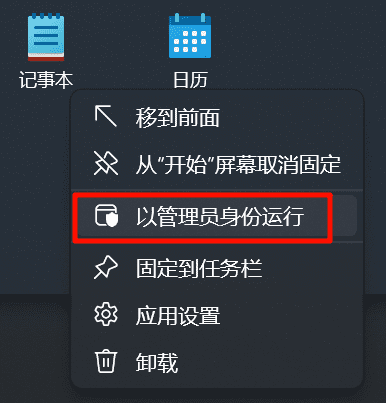 记事本
日历
移到前面
从“开始”屏幕取消固定
以管理员身份运行
固定到任务栏
应用设置
卸载